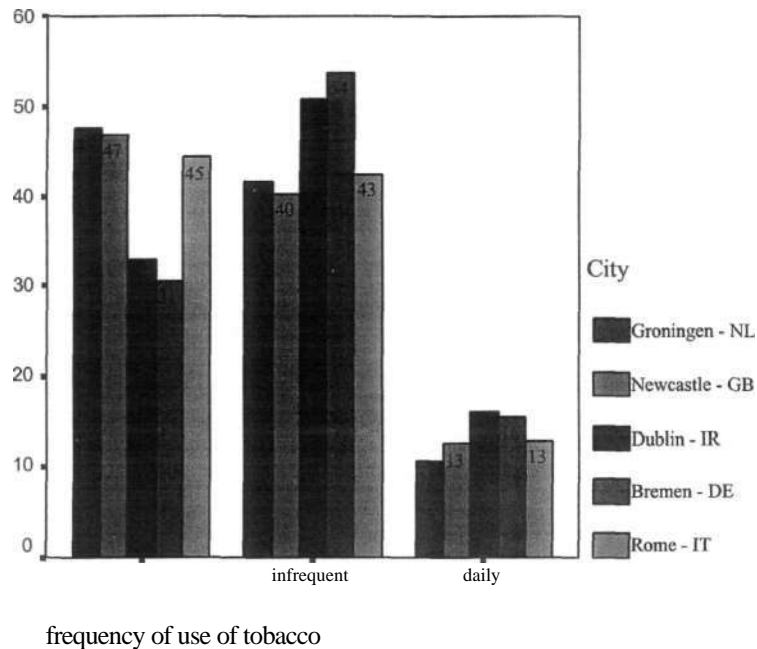 60
50
40
30
20
10
0
47
45
40
54
43
13
13
infrequent
daily
City
Groningen - NL
Newcastle - GB
Dublin - IR
Bremen - DE
Rome - IT
frequency of use of tobacco